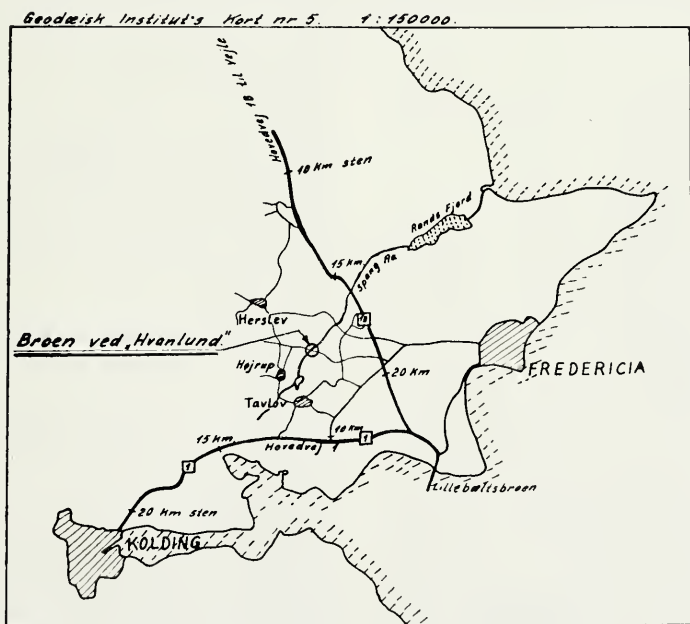 Geodæisk Institut's Kort nr 5. 1:150000.
Hovedvej 18 til Vejle
10 Km sten
Rands Fjord
Spang Aa
15 Km.
18
Herslev
Broen ved „Hvanlund."
Højrup
20 Km
FREDERICIA
Tavlov
10 Km
15 Km.
Hovedvej 1
1
1
Lillebæltsbroen
20 Km sten
KOLDING